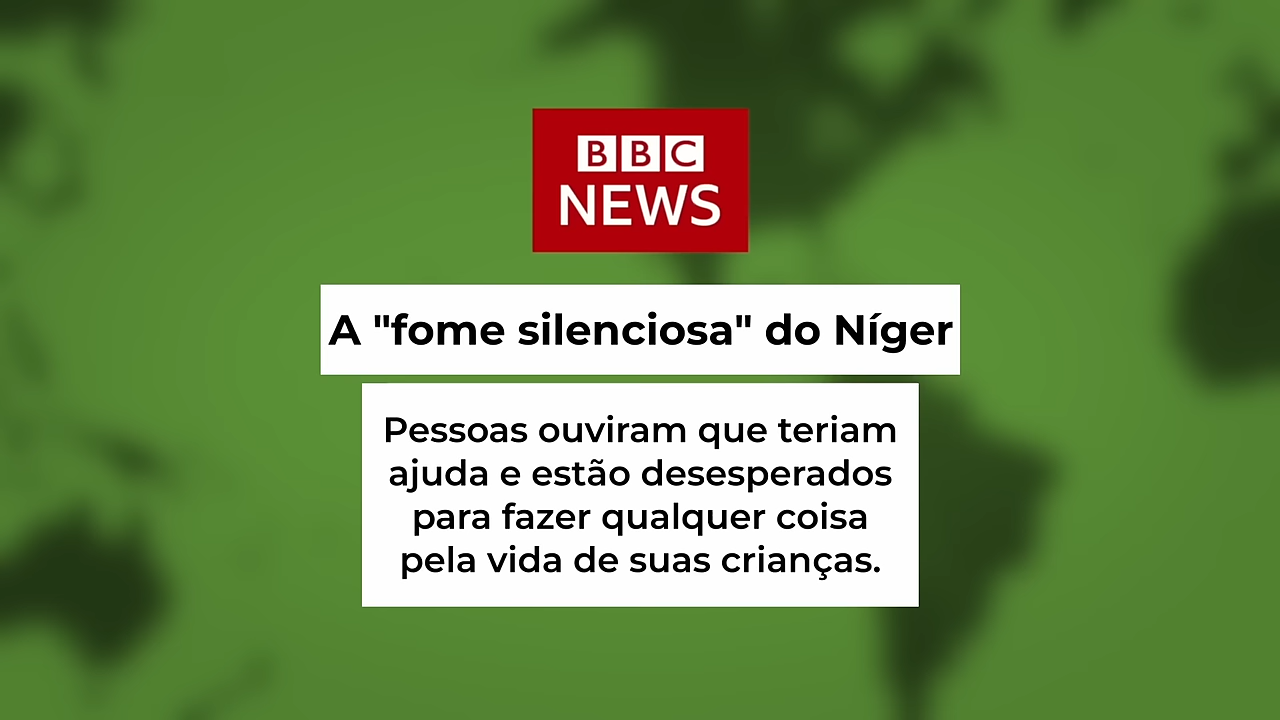 BBC
NEWS
A "fome silenciosa" do Níger
Pessoas ouviram que teriam
ajuda e estão desesperados
para fazer qualquer coisa
pela vida de suas crianças.